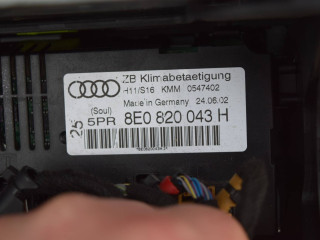 ZB Klimabetaetigung
H11/S16 KMM 0547402
Made in Germany 24.06.02
(Soul)
25 5PR 8E0 820 043 H